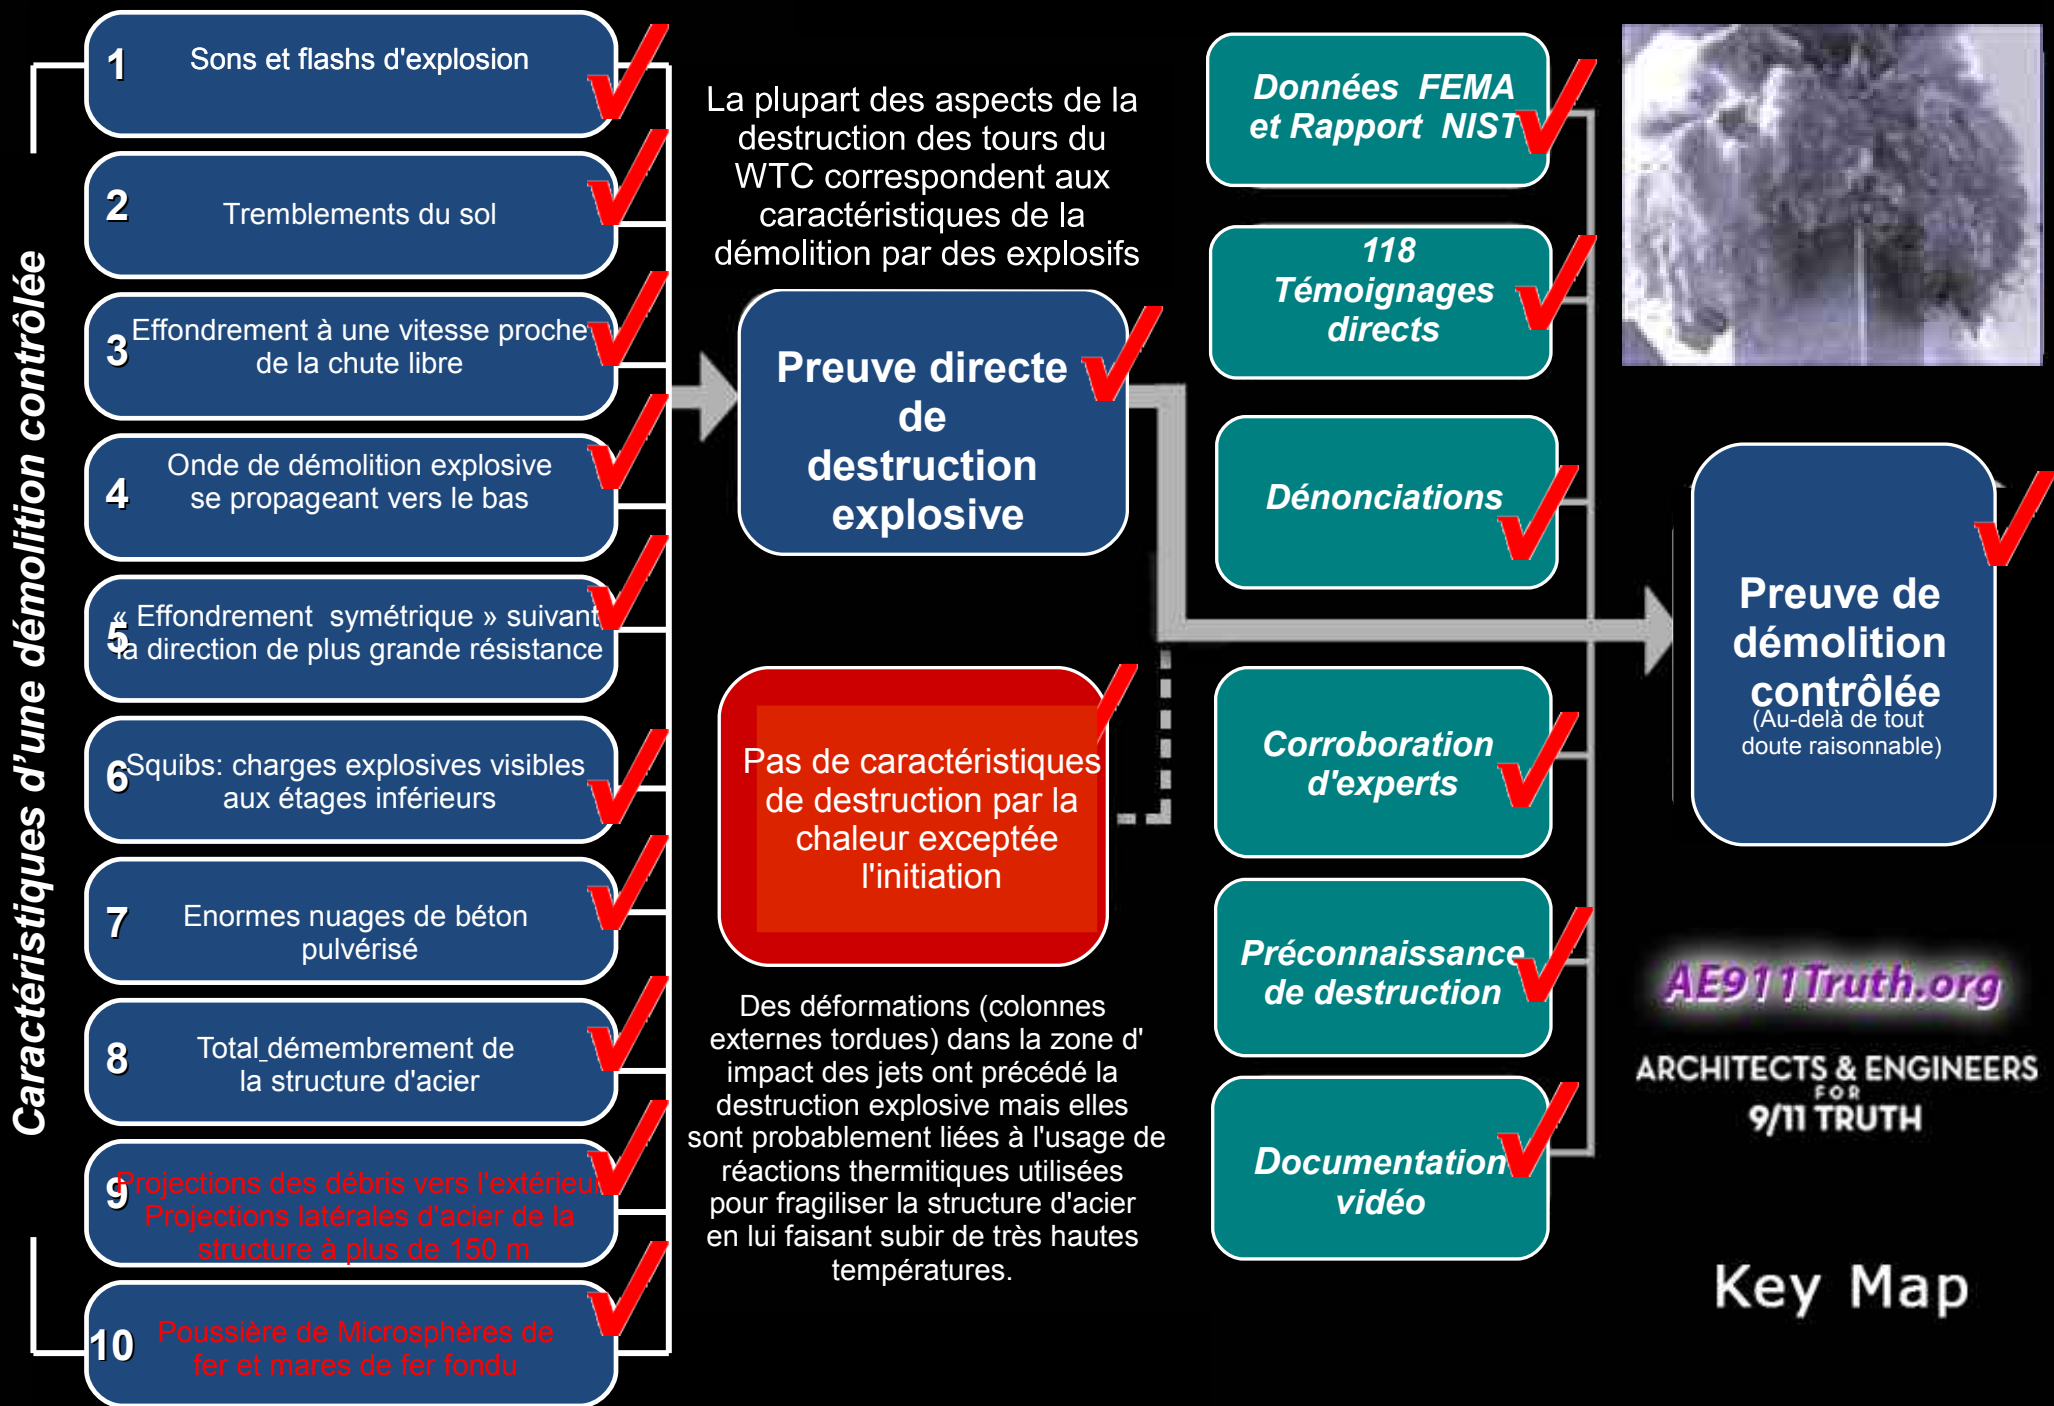 Caractéristiques d'une démolition contrôlée
1
Sons et flashs d'explosion
2
Tremblements du sol
3
Effondrement à une vitesse proche
de la chute libre
4
Onde de démolition explosive
se propageant vers le bas
5
« Effondrement symétrique » suivant
la direction de plus grande résistance
6
Squibs: charges explosives visibles
aux étages inférieurs
7
Enormes nuages de béton
pulvérisé
8
Total démembrement de
la structure d'acier
9
Projections des débris vers l'extérieur
Projections latérales d'acier de la
structure à plus de 150 m
10
Poussière de Microsphères de
fer et mares de fer fondu
La plupart des aspects de la
destruction des tours du
WTC correspondent aux
caractéristiques de la
démolition par des explosifs
Preuve directe
de
destruction
explosive
Pas de caractéristiques
de destruction par la
chaleur exceptée
l'initiation
Des déformations (colonnes
externes tordues) dans la zone d'
impact des jets ont précédé la
destruction explosive mais elles
sont probablement liées à l'usage de
réactions thermitiques utilisées
pour fragiliser la structure d'acier
en lui faisant subir de très hautes
températures.
Données FEMA
et Rapport NIST
118
Témoignages
directs
Dénonciations
Corroboration
d'experts
Préconnaissance
de destruction
Documentation
vidéo
Preuve de
démolition
contrôlée
(Au-delà de tout
doute raisonnable)
AE911Truth.org
ARCHITECTS & ENGINEERS
FOR
9/11 TRUTH
Key Map